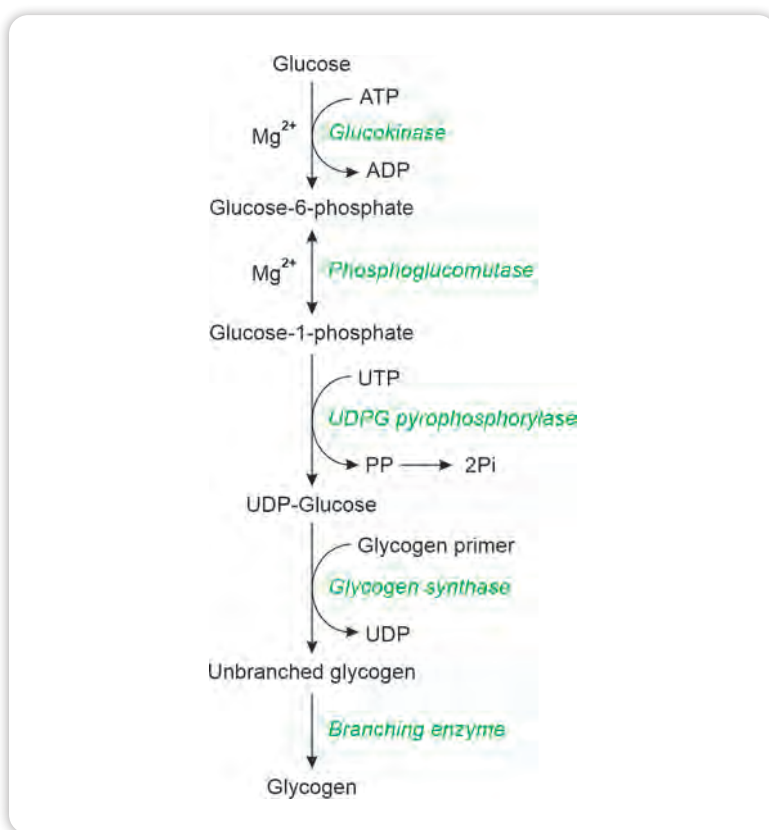 Glucose
ATP
Mg2+ Glucokinase
ADP
Glucose-6-phosphate
Mg2+ Phosphoglucomutase
Glucose-1-phosphate
UTP
UDPG pyrophosphorylase
PP 2Pi
UDP-Glucose
Glycogen primer
Glycogen synthase
UDP
Unbranched glycogen
Branching enzyme
Glycogen